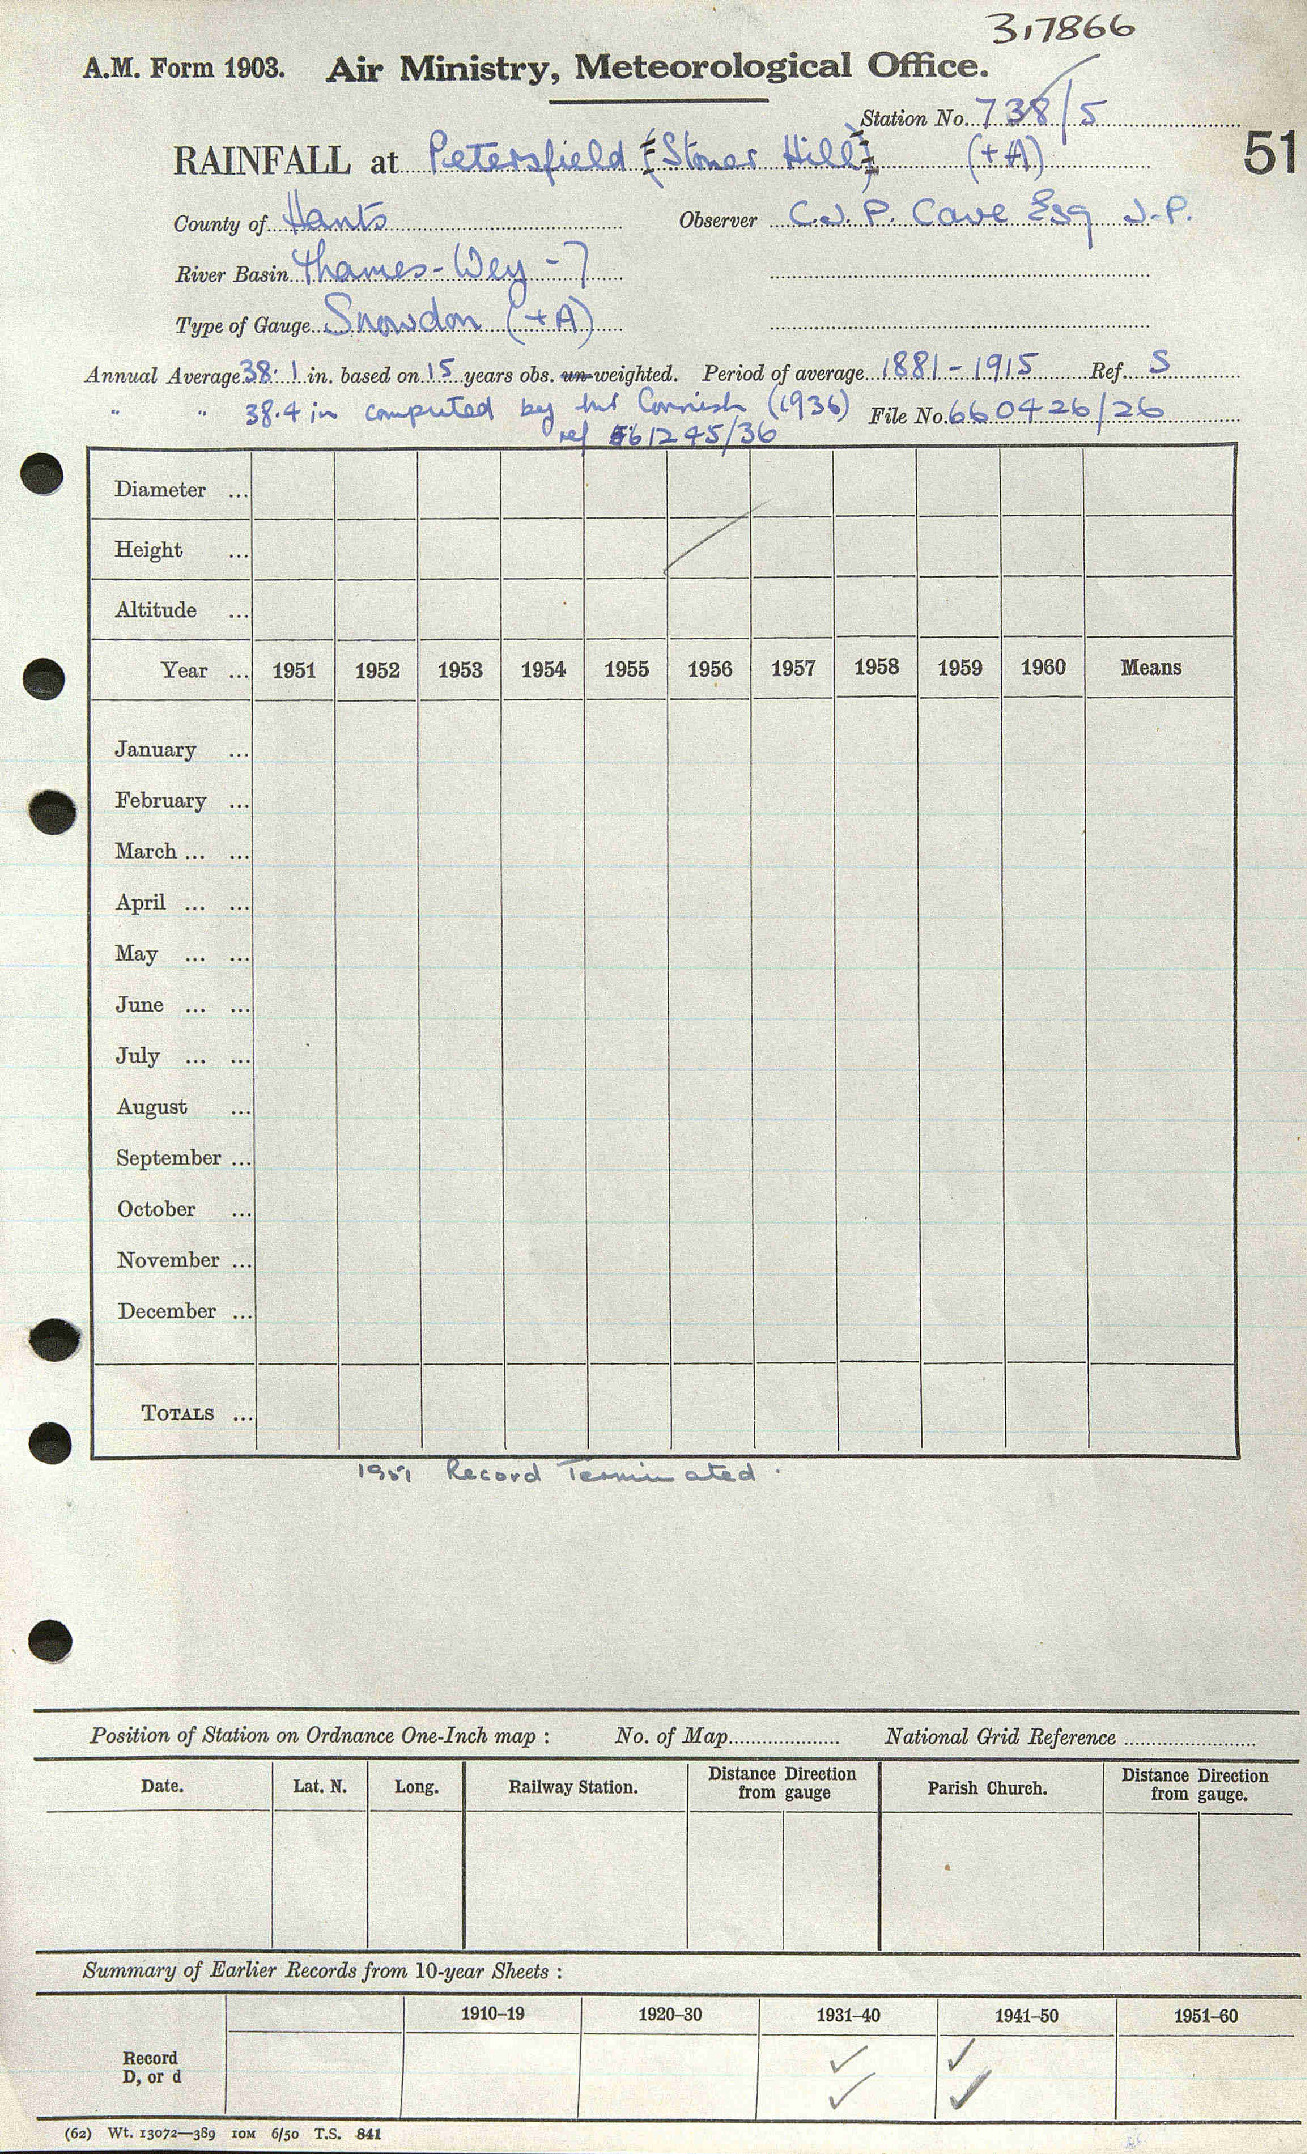 317866
A.M. Form 1903. Air Ministry, Meteorological Office.
Station No. 738/5
RAINFALL at Petersfield (Stoner Hill) (+A)
51
County of Hants Observer C.J.P. Cave Esq J.P.
River Basin Thames-Wey-7
Type of Gauge Snowdon (+A)
Annual Average 38.1 in. based on 15 years obs. un-weighted. Period of average 1881-1915 Ref. S
" " 38.4 in computed by Cornish (1936) File No. 660426/26
ref 561245/36
Diameter ...
Height ...
Altitude ...
Year ... 1951 1952 1953 1954 1955 1956 1957 1958 1959 1960 Means
January ...
February ...
March ... ...
April ... ...
May ... ...
June ... ...
July ... ...
August ...
September ...
October ...
November ...
December ...
TOTALS ...
1951 Record Terminated.
Position of Station on Ordnance One-Inch map : No. of Map.................... National Grid Reference ........................
Date. Lat. N. Long. Railway Station. Distance Direction from gauge Parish Church. Distance Direction from gauge.
Summary of Earlier Records from 10-year Sheets :
1910-19 1920-30 1931-40 1941-50 1951-60
Record ✓ ✓
D, or d ✓ ✓
(62) Wt. 13072—389 10M 6/50 T.S. 841